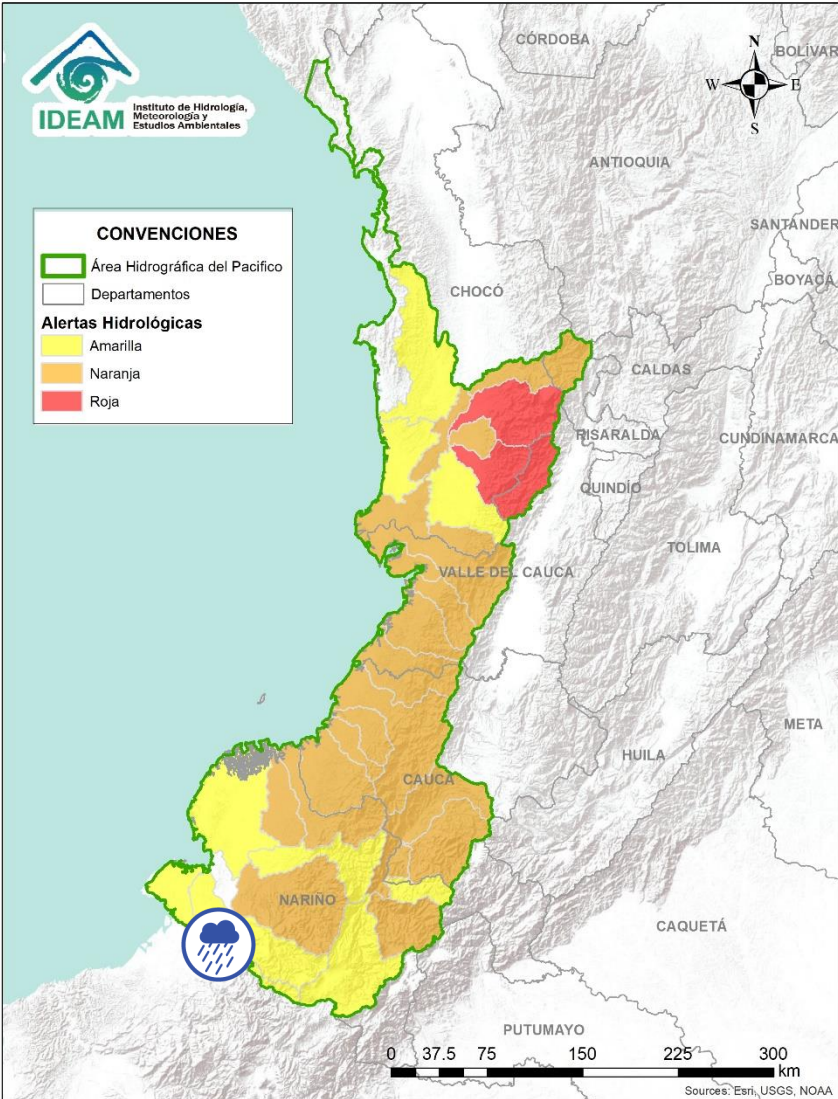 IDEAM
Instituto de Hidrología,
Meteorología y
Estudios Ambientales
CÓRDOBA
BOLÍVAR
N
W
E
S
ANTIOQUIA
SANTANDER
CONVENCIONES
Área Hidrográfica del Pacifico
Departamentos
Alertas Hidrológicas
Amarilla
Naranja
Roja
BOYACÁ
CHOCÓ
CALDAS
RISARALDA
CUNDINAMARCA
QUINDÍO
TOLIMA
VALLE DEL CAUCA
META
HUILA
CAUCA
NARIÑO
CAQUETÁ
PUTUMAYO
0 37.5 75 150 225 300
km
Sources: Esri, USGS, NOAA